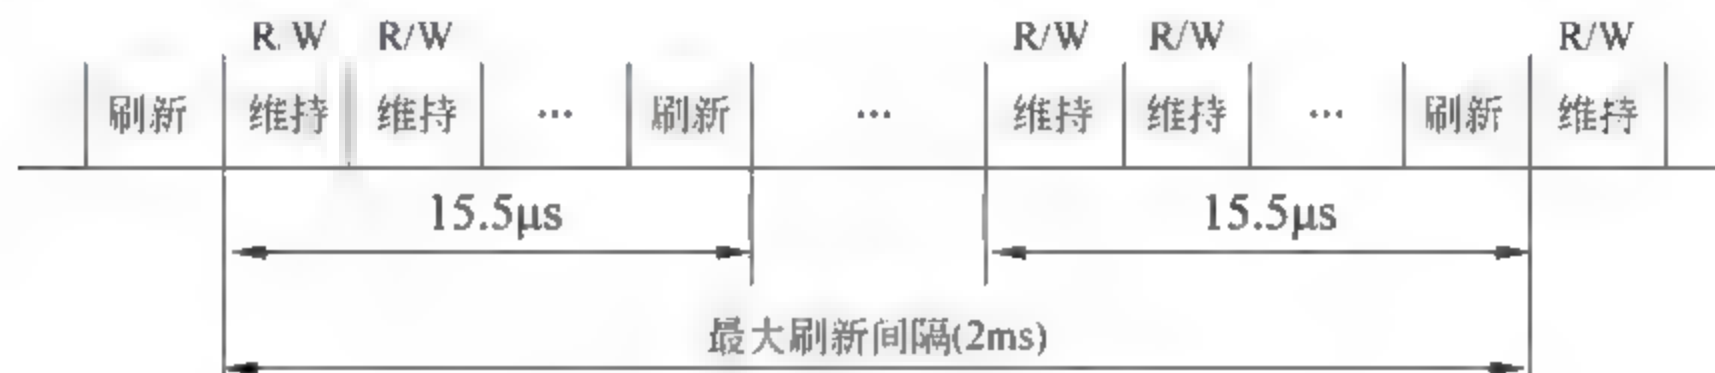 R/W R/W R/W R/W R/W
刷新 维持 维持 … 刷新 … 维持 维持 … 刷新 维持
15.5μs 15.5μs
最大刷新间隔(2ms)